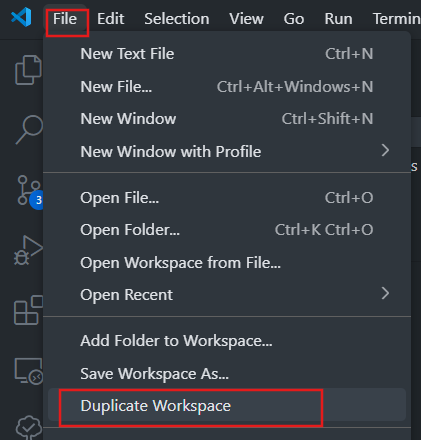 File Edit Selection View Go Run Termin
New Text File Ctrl+N
New File... Ctrl+Alt+Windows+N
New Window Ctrl+Shift+N
New Window with Profile
s
Open File... Ctrl+O
3
Open Folder... Ctrl+K Ctrl+O
Open Workspace from File...
Open Recent
Add Folder to Workspace...
Save Workspace As...
Duplicate Workspace